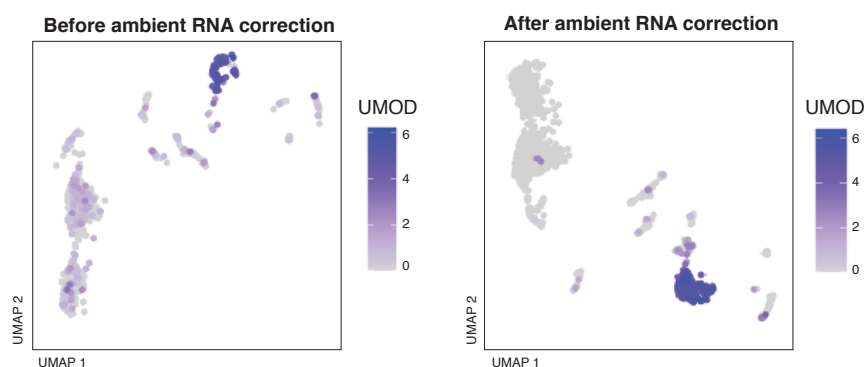 Before ambient RNA correction
UMOD
6
4
2
0
UMAP 2
UMAP 1
After ambient RNA correction
UMOD
6
4
2
0
UMAP 2
UMAP 1